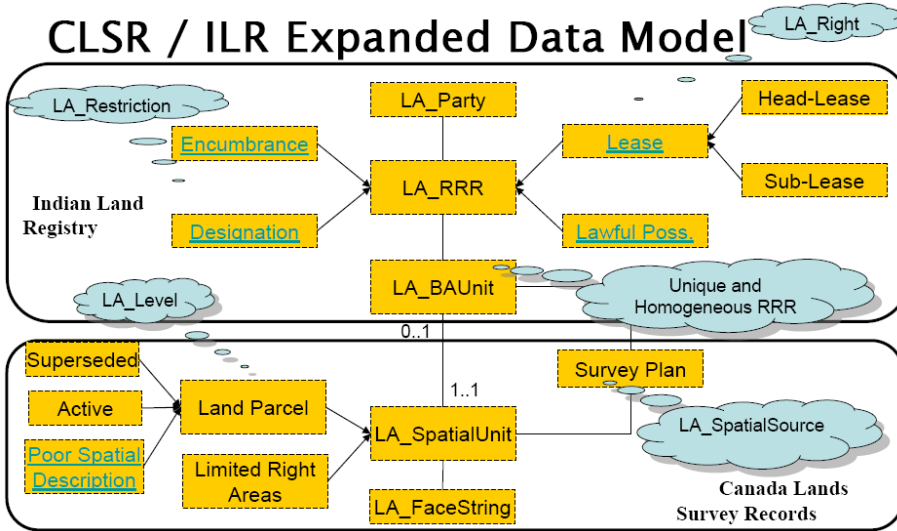 CLSR / ILR Expanded Data Model
LA_Right
LA_Restriction
LA_Party
Head-Lease
Encumbrance
Lease
LA_RRR
Sub-Lease
Indian Land
Registry
Designation
Lawful Poss.
LA_BAUnit
Unique and
Homogeneous RRR
LA_Level
0..1
Superseded
Survey Plan
1..1
Active
Land Parcel
LA_SpatialUnit
LA_SpatialSource
Poor Spatial
Description
Limited Right
Areas
LA_FaceString
Canada Lands
Survey Records